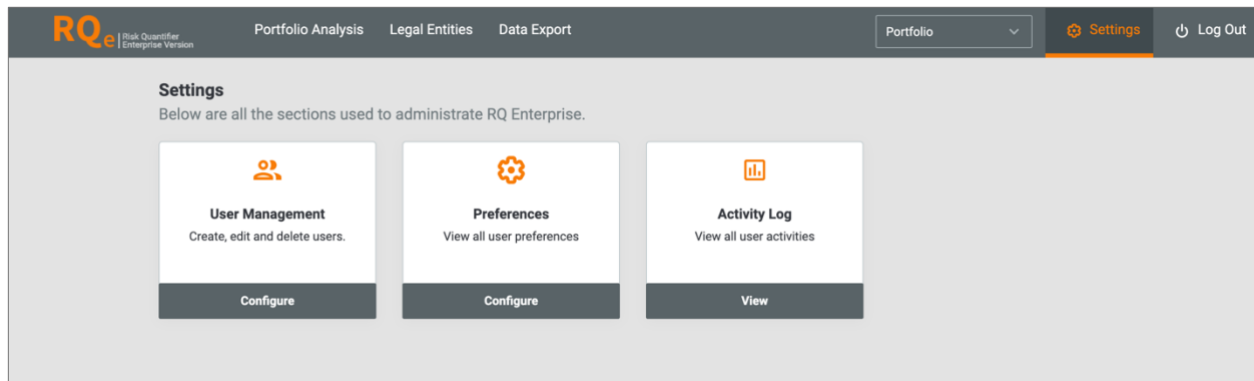 RQe | Risk Quantifier
Enterprise Version
Portfolio Analysis Legal Entities Data Export Portfolio Settings Log Out
Settings
Below are all the sections used to administrate RQ Enterprise.
User Management
Create, edit and delete users.
Configure
Preferences
View all user preferences
Configure
Activity Log
View all user activities
View